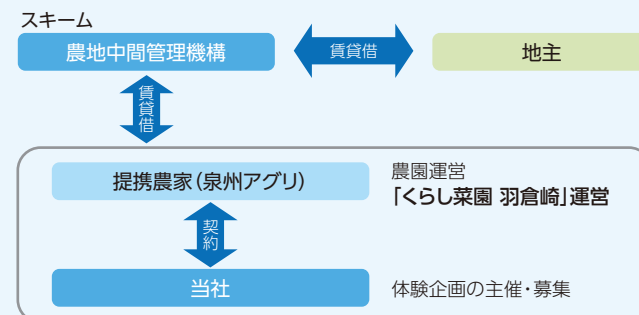 スキーム
農地中間管理機構
賃貸借
地主
賃貸借
提携農家(泉州アグリ)
農園運営
「くらし菜園 羽倉崎」運営
契約
当社
体験企画の主催・募集